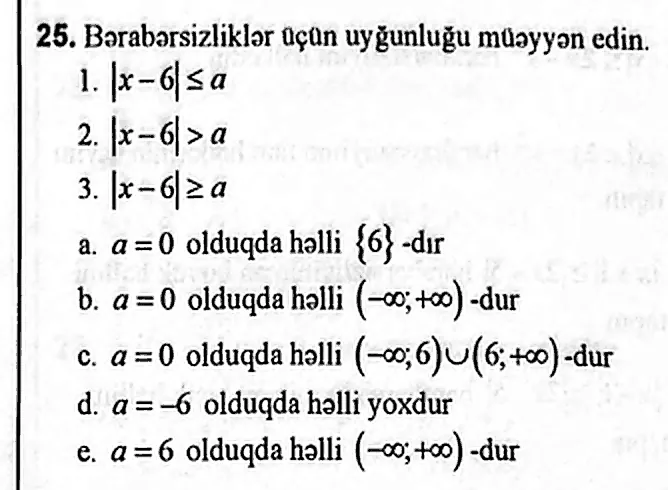 25. Bərabərsizliklər üçün uyğunluğu müəyyən edin.
1. |x−6| ≤ a
2. |x−6| > a
3. |x−6| ≥ a
a. a = 0 olduqda həlli {6} -dır
b. a = 0 olduqda həlli (−∞; +∞) -dur
c. a = 0 olduqda həlli (−∞; 6)∪(6; +∞) -dur
d. a = −6 olduqda həlli yoxdur
e. a = 6 olduqda həlli (−∞; +∞) -dur